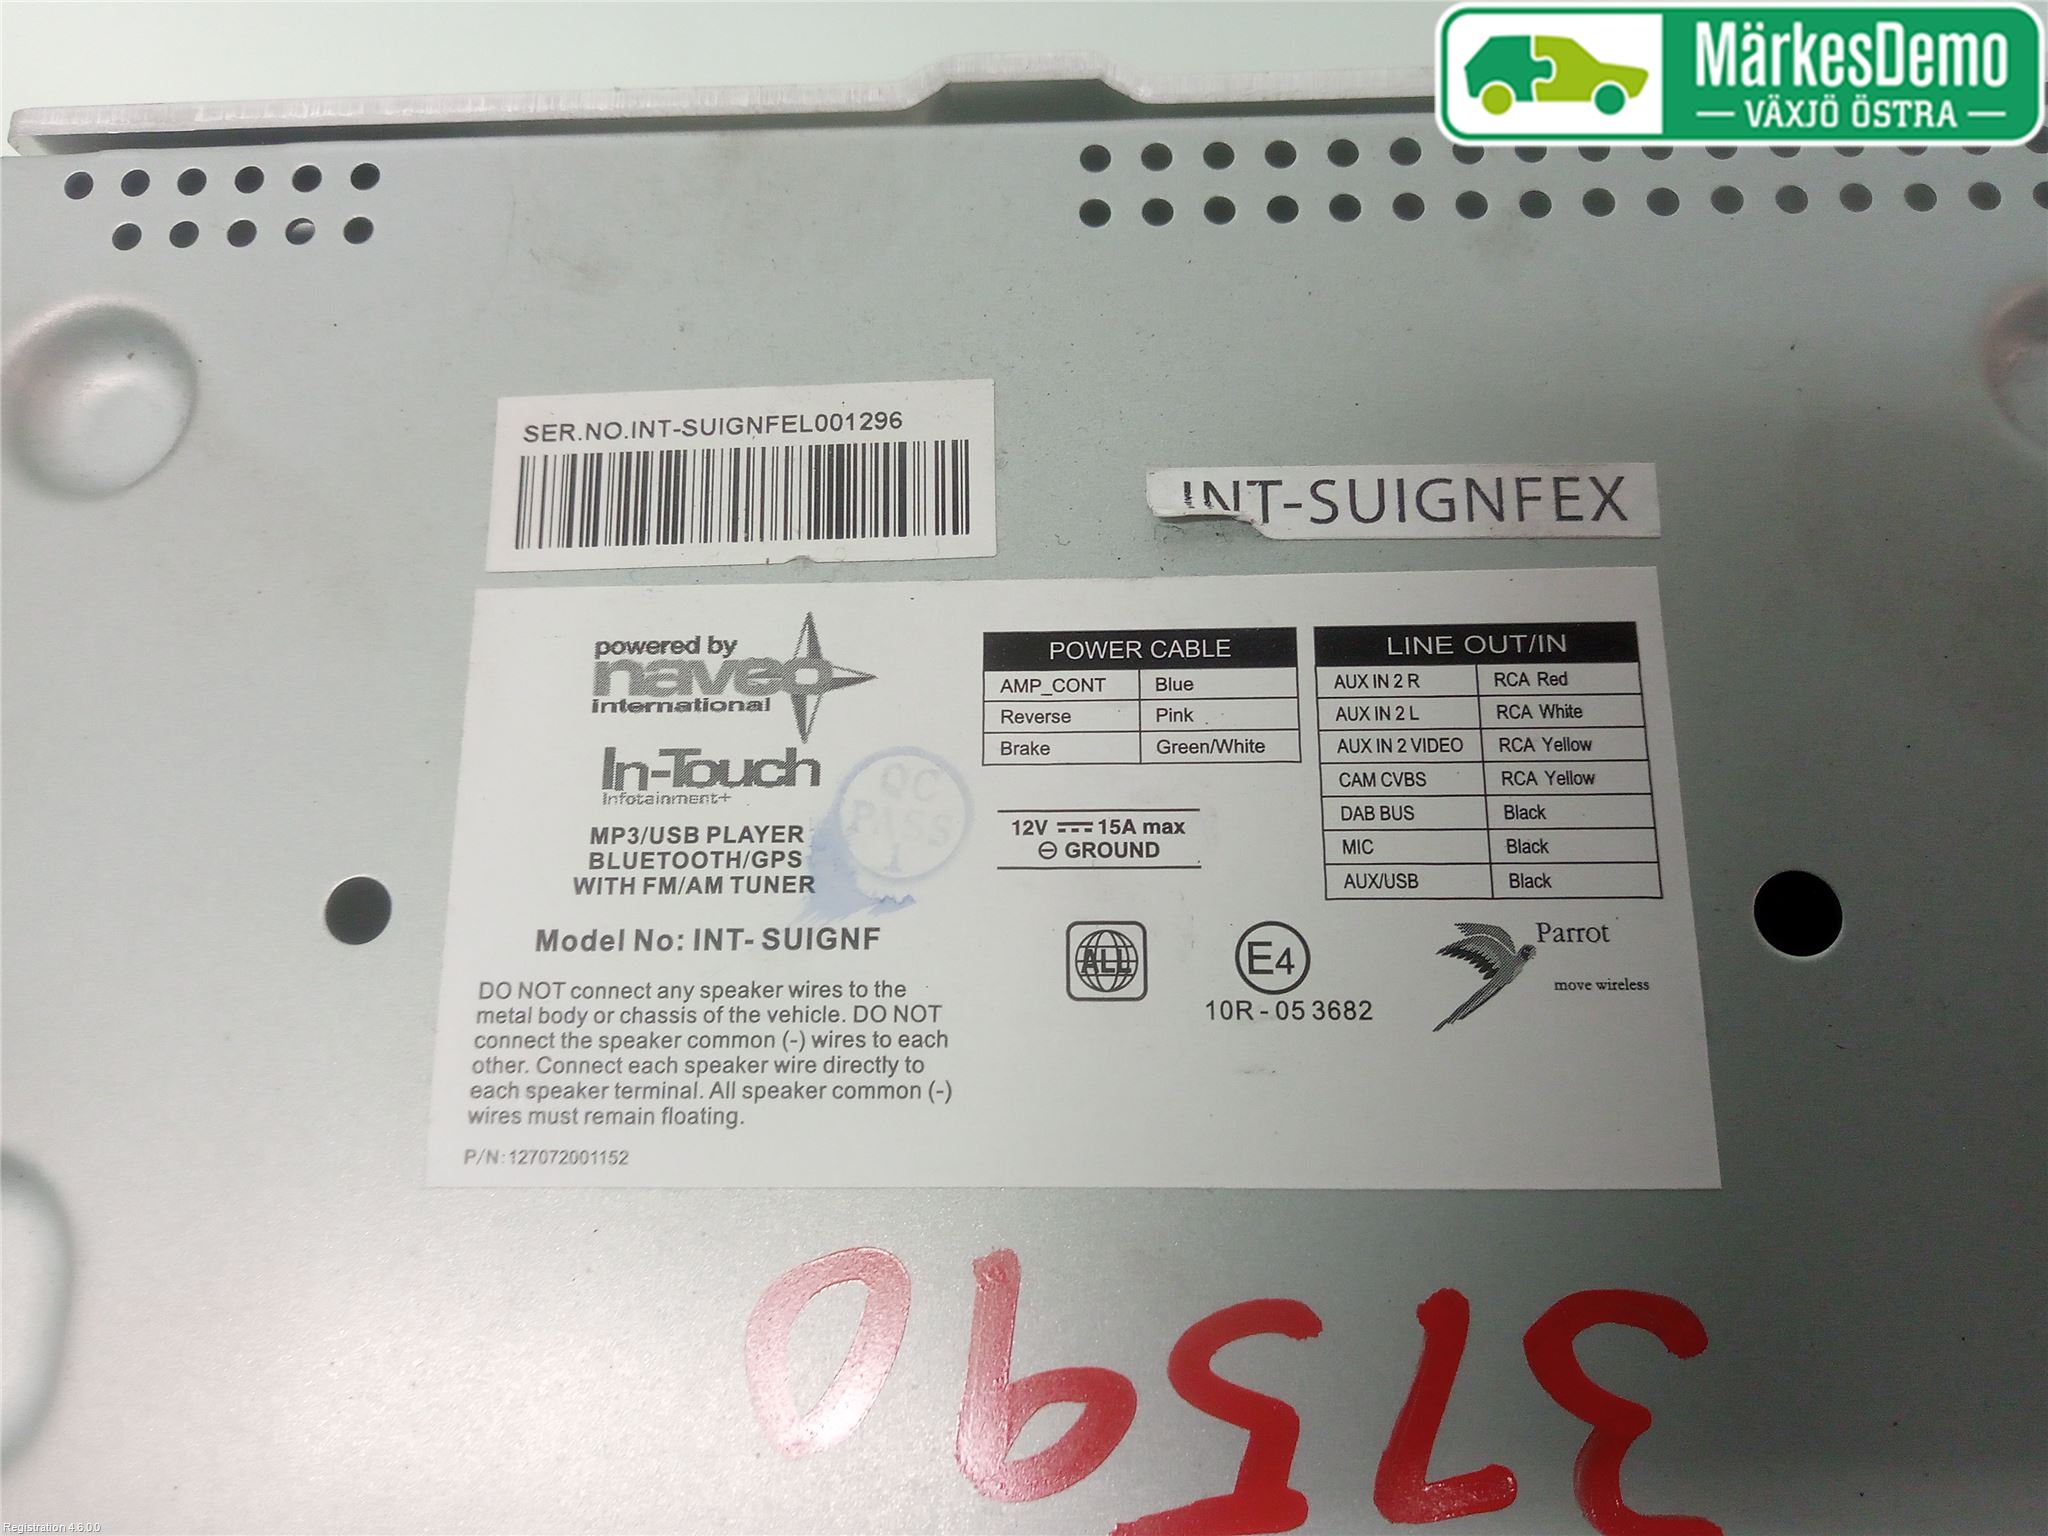 MärkesDemo
VÄXJÖ ÖSTRA
SER.NO.INT-SUIGNFEL001296
INT-SUIGNFEX
powered by
naveo
international
In-Touch
Infotainment+
MP3/USB PLAYER
BLUETOOTH/GPS
WITH FM/AM TUNER
QC
PASS
1
Model No: INT- SUIGNF
DO NOT connect any speaker wires to the
metal body or chassis of the vehicle. DO NOT
connect the speaker common (-) wires to each
other. Connect each speaker wire directly to
each speaker terminal. All speaker common (-)
wires must remain floating.
P/N:127072001152
POWER CABLE
AMP_CONT Blue
Reverse Pink
Brake Green/White
12V 15A max
GROUND
LINE OUT/IN
AUX IN 2 R RCA Red
AUX IN 2 L RCA White
AUX IN 2 VIDEO RCA Yellow
CAM CVBS RCA Yellow
DAB BUS Black
MIC Black
AUX/USB Black
ALL
E4
10R - 05 3682
Parrot
move wireless
37590
Registration 4.6.0.0